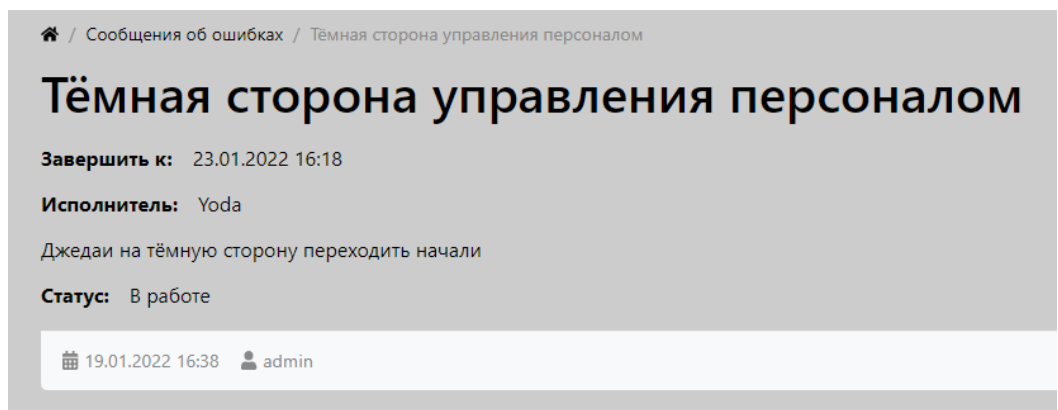 / Сообщения об ошибках / Тёмная сторона управления персоналом
Тёмная сторона управления персоналом
Завершить к: 23.01.2022 16:18
Исполнитель: Yoda
Джедаи на тёмную сторону переходить начали
Статус: В работе
19.01.2022 16:38 admin